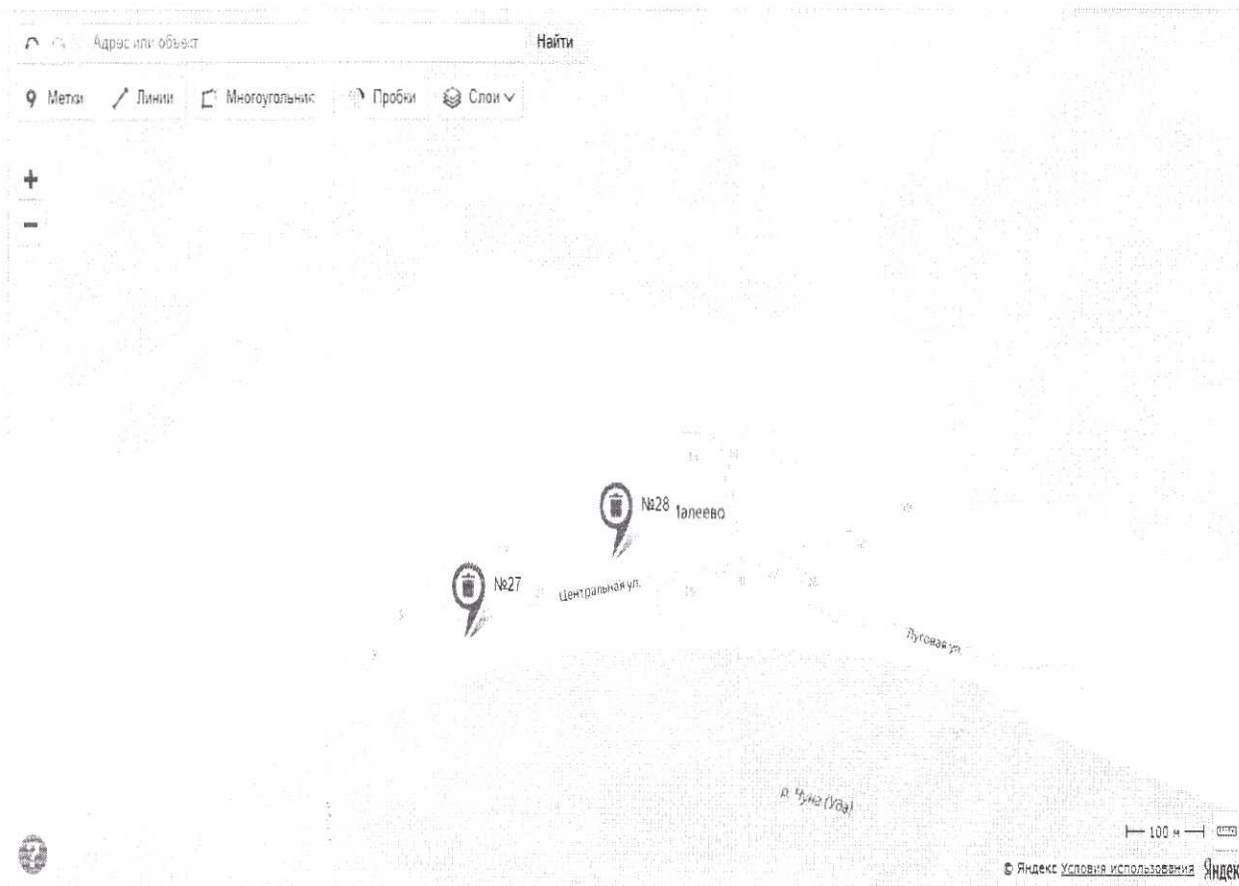 Адрес или объект
Найти
Метки
Линии
Многоугольник
Пробки
Слои
+
−
№28
№27
Центральная ул.
Луговая ул.
р. Чуна (Уда)
100 м
© Яндекс Условия использования
Яндек